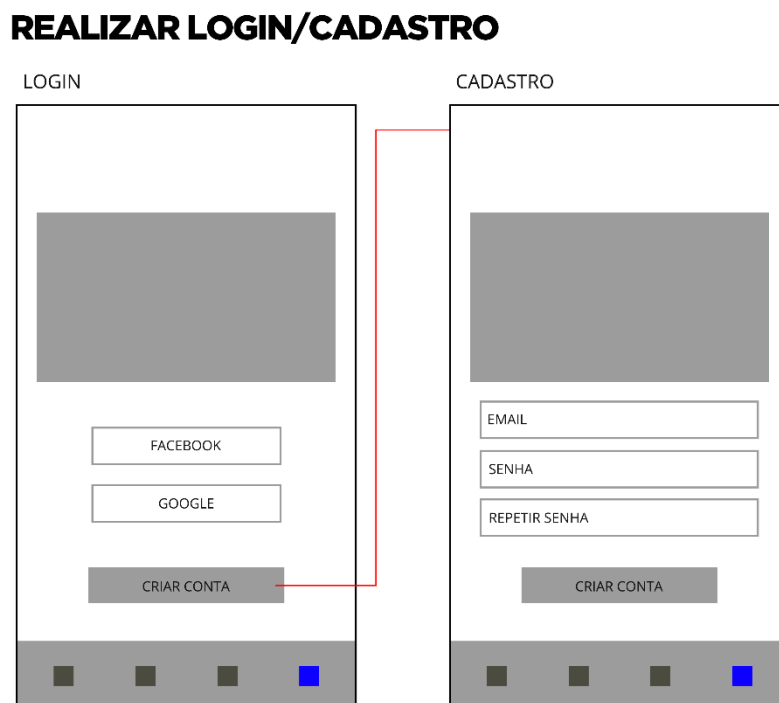 REALIZAR LOGIN/CADASTRO
LOGIN
FACEBOOK
GOOGLE
CRIAR CONTA
CADASTRO
EMAIL
SENHA
REPETIR SENHA
CRIAR CONTA